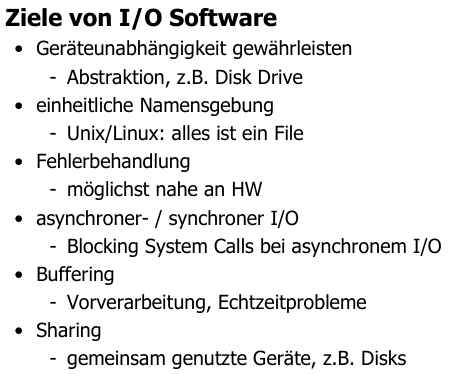 Ziele von I/O Software
• Geräteunabhängigkeit gewährleisten
- Abstraktion, z.B. Disk Drive
• einheitliche Namensgebung
- Unix/Linux: alles ist ein File
• Fehlerbehandlung
- möglichst nahe an HW
• asynchroner- / synchroner I/O
- Blocking System Calls bei asynchronem I/O
• Buffering
- Vorverarbeitung, Echtzeitprobleme
• Sharing
- gemeinsam genutzte Geräte, z.B. Disks